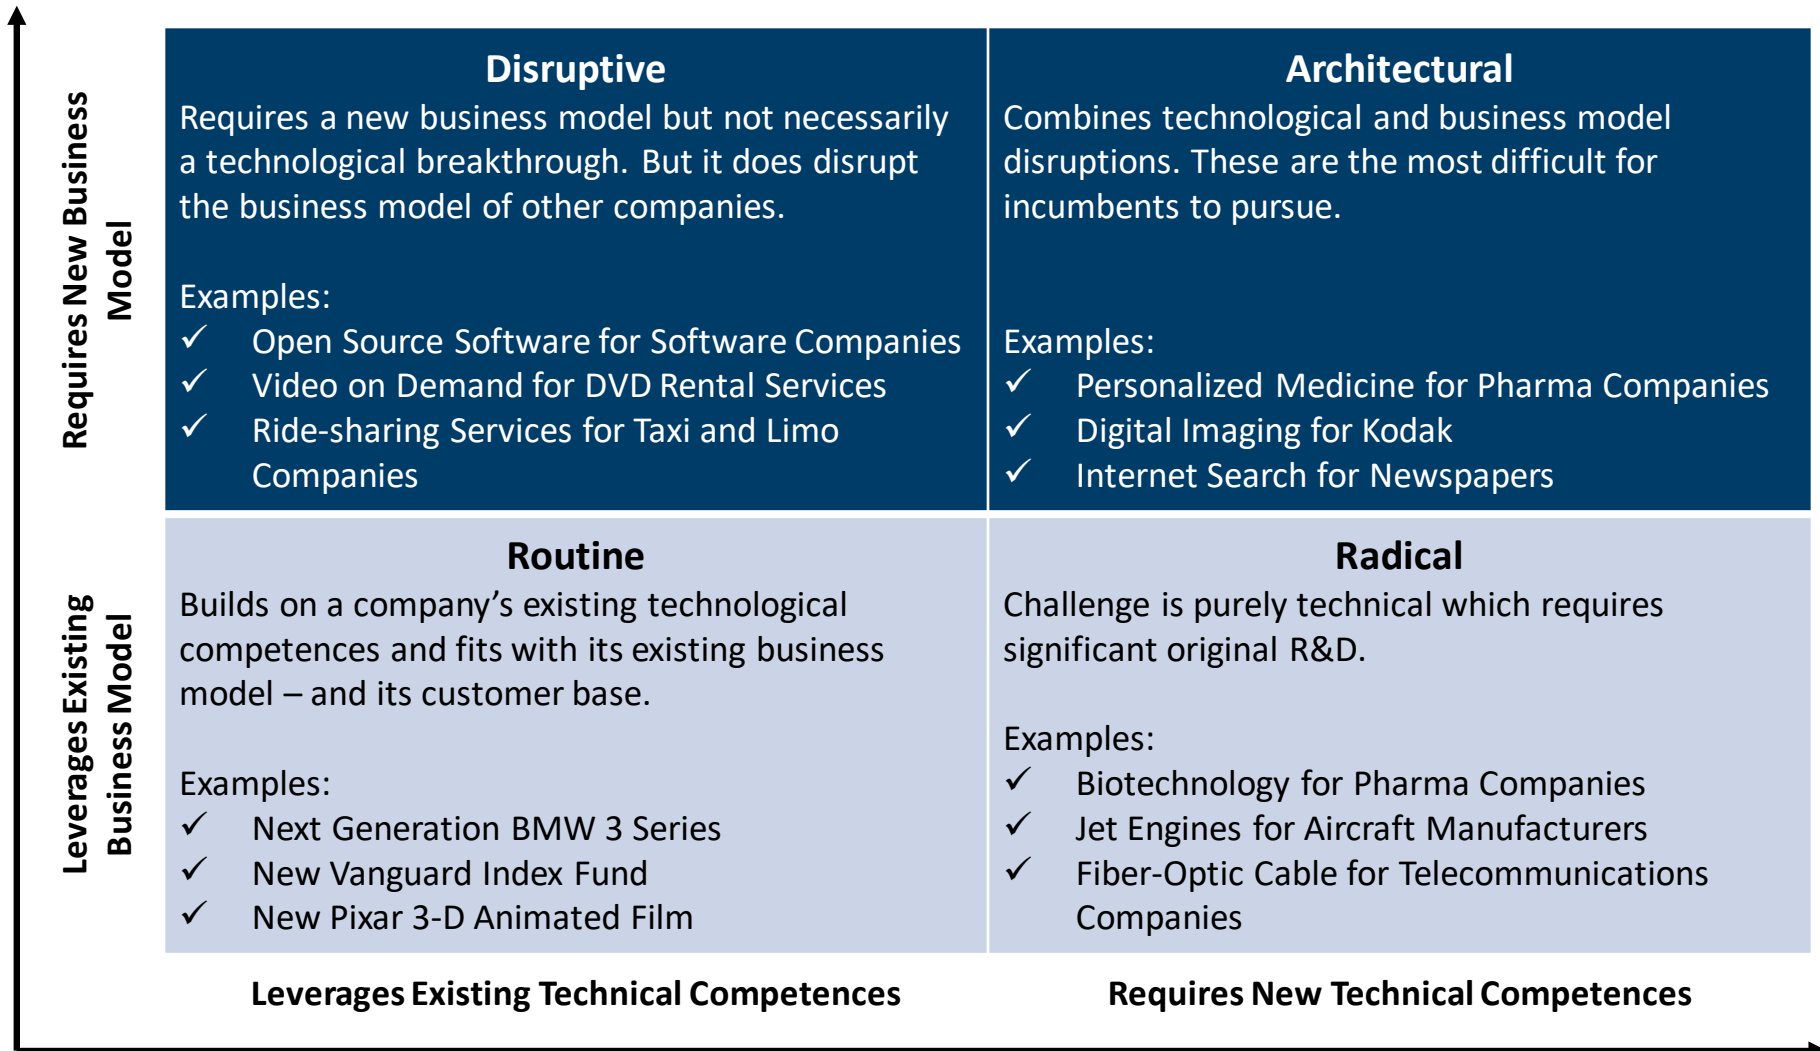 Requires New Business
Model
Disruptive
Requires a new business model but not necessarily
a technological breakthrough. But it does disrupt
the business model of other companies.
Examples:
✓ Open Source Software for Software Companies
✓ Video on Demand for DVD Rental Services
✓ Ride-sharing Services for Taxi and Limo
Companies
Architectural
Combines technological and business model
disruptions. These are the most difficult for
incumbents to pursue.
Examples:
✓ Personalized Medicine for Pharma Companies
✓ Digital Imaging for Kodak
✓ Internet Search for Newspapers
Leverages Existing
Business Model
Routine
Builds on a company’s existing technological
competences and fits with its existing business
model – and its customer base.
Examples:
✓ Next Generation BMW 3 Series
✓ New Vanguard Index Fund
✓ New Pixar 3-D Animated Film
Radical
Challenge is purely technical which requires
significant original R&D.
Examples:
✓ Biotechnology for Pharma Companies
✓ Jet Engines for Aircraft Manufacturers
✓ Fiber-Optic Cable for Telecommunications
Companies
Leverages Existing Technical Competences
Requires New Technical Competences